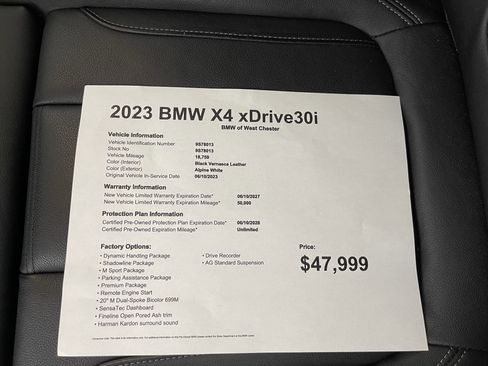 2023 BMW X4 xDrive30i
BMW of West Chester
Vehicle Information
Vehicle Identification Number 9S78013
Stock No 9S78013
Vehicle Mileage 18,759
Color (Interior) Black Vernasca Leather
Color (Exterior) Alpine White
Original Vehicle In-Service Date 06/10/2023
Warranty Information
New Vehicle Limited Warranty Expiration Date* 06/10/2027
New Vehicle Limited Warranty Expiration Mileage* 50,000
Protection Plan Information
Certified Pre-Owned Protection Plan Expiration Date* 06/10/2028
Certified Pre-Owned Expiration Mileage* Unlimited
Factory Options:
• Dynamic Handling Package
• Shadowline Package
• M Sport Package
• Parking Assistance Package
• Premium Package
• Remote Engine Start
• 20" M Dual-Spoke Bicolor 699M
• SensaTec Dashboard
• Fineline Open Pored Ash trim
• Harman Kardon surround sound
• Drive Recorder
• AG Standard Suspension
Price:
$47,999